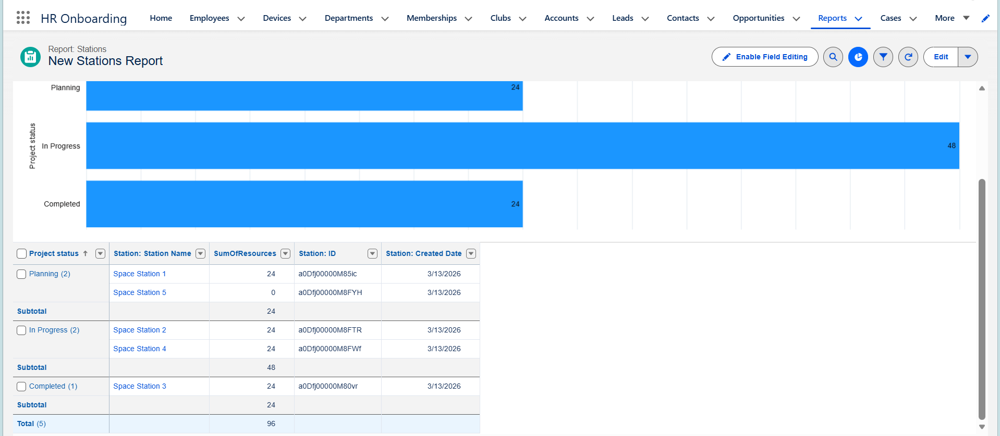 HR Onboarding Home Employees Devices Departments Memberships Clubs Accounts Leads Contacts Opportunities Reports Cases More
Report: Stations
New Stations Report
Enable Field Editing Edit
Planning 24
Project status
In Progress 48
Completed 24
Project status ↑ Station: Station Name SumOfResources Station: ID Station: Created Date
Planning (2) Space Station 1 24 a0Dfj00000M85ic 3/13/2026
Space Station 5 0 a0Dfj00000M8FYH 3/13/2026
Subtotal 24
In Progress (2) Space Station 2 24 a0Dfj00000M8FTR 3/13/2026
Space Station 4 24 a0Dfj00000M8FWf 3/13/2026
Subtotal 48
Completed (1) Space Station 3 24 a0Dfj00000M80vr 3/13/2026
Subtotal 24
Total (5) 96